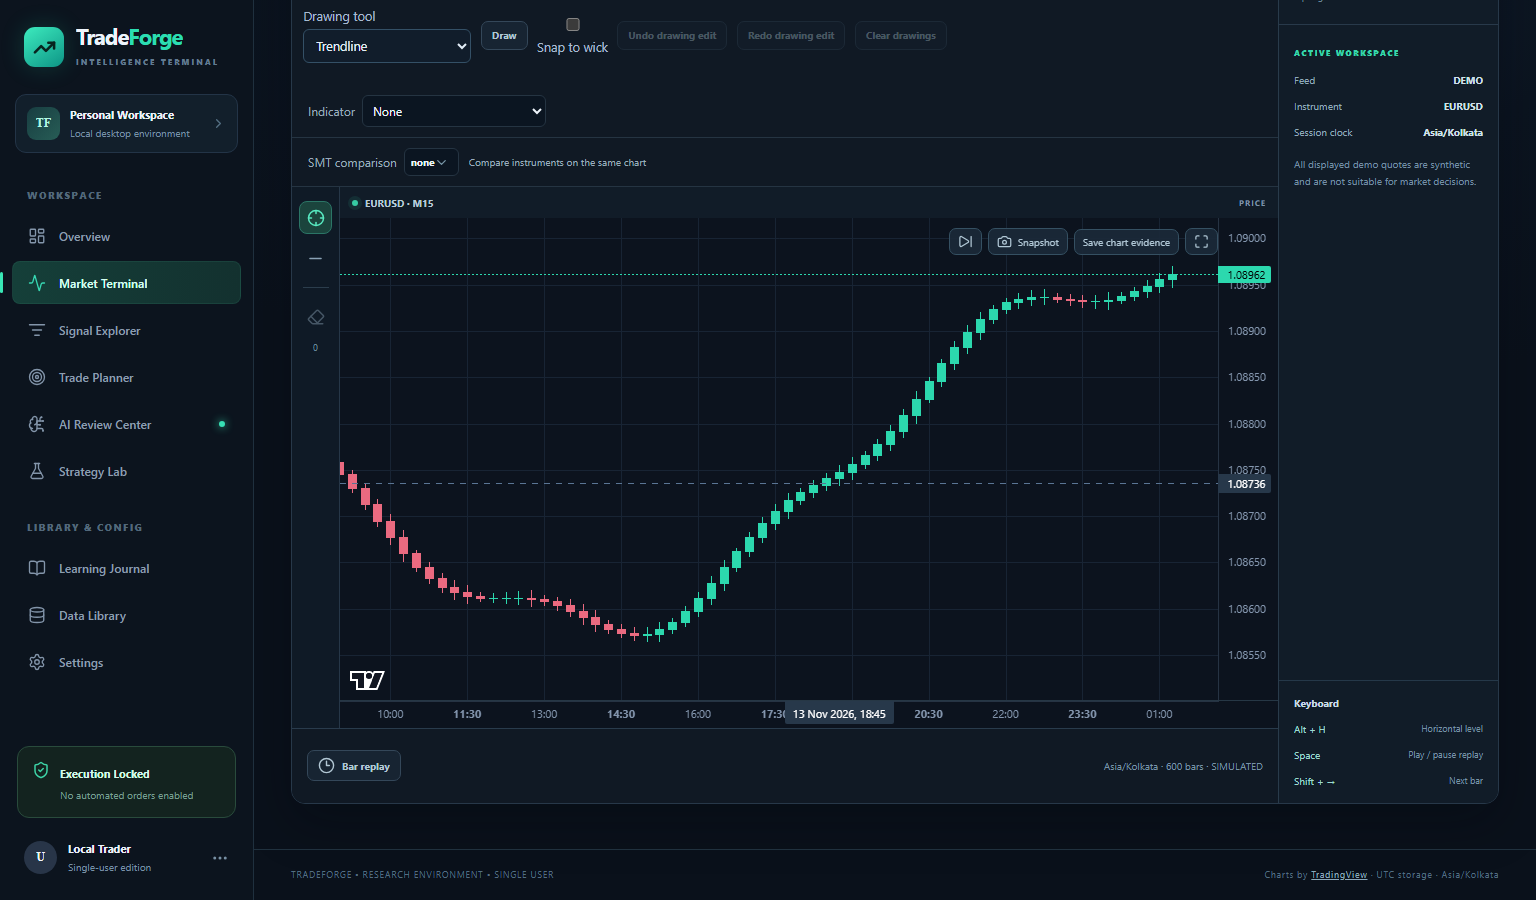 TradeForge
INTELLIGENCE TERMINAL
TF
Personal Workspace
Local desktop environment
WORKSPACE
Overview
Market Terminal
Signal Explorer
Trade Planner
AI Review Center
Strategy Lab
LIBRARY & CONFIG
Learning Journal
Data Library
Settings
Execution Locked
No automated orders enabled
U
Local Trader
Single-user edition
Drawing tool
Trendline
Draw
Snap to wick
Undo drawing edit
Redo drawing edit
Clear drawings
Indicator
None
SMT comparison
none
Compare instruments on the same chart
EURUSD · M15
PRICE
0
Snapshot
Save chart evidence
1.09000
1.08962
1.08950
1.08900
1.08850
1.08800
1.08750
1.08736
1.08700
1.08650
1.08600
1.08550
10:00
11:30
13:00
14:30
16:00
17:30
13 Nov 2026, 18:45
20:30
22:00
23:30
01:00
Bar replay
Asia/Kolkata · 600 bars · SIMULATED
ACTIVE WORKSPACE
Feed DEMO
Instrument EURUSD
Session clock Asia/Kolkata
All displayed demo quotes are synthetic
and are not suitable for market decisions.
Keyboard
Alt + H Horizontal level
Space Play / pause replay
Shift + → Next bar
TRADEFORGE • RESEARCH ENVIRONMENT • SINGLE USER
Charts by TradingView · UTC storage · Asia/Kolkata